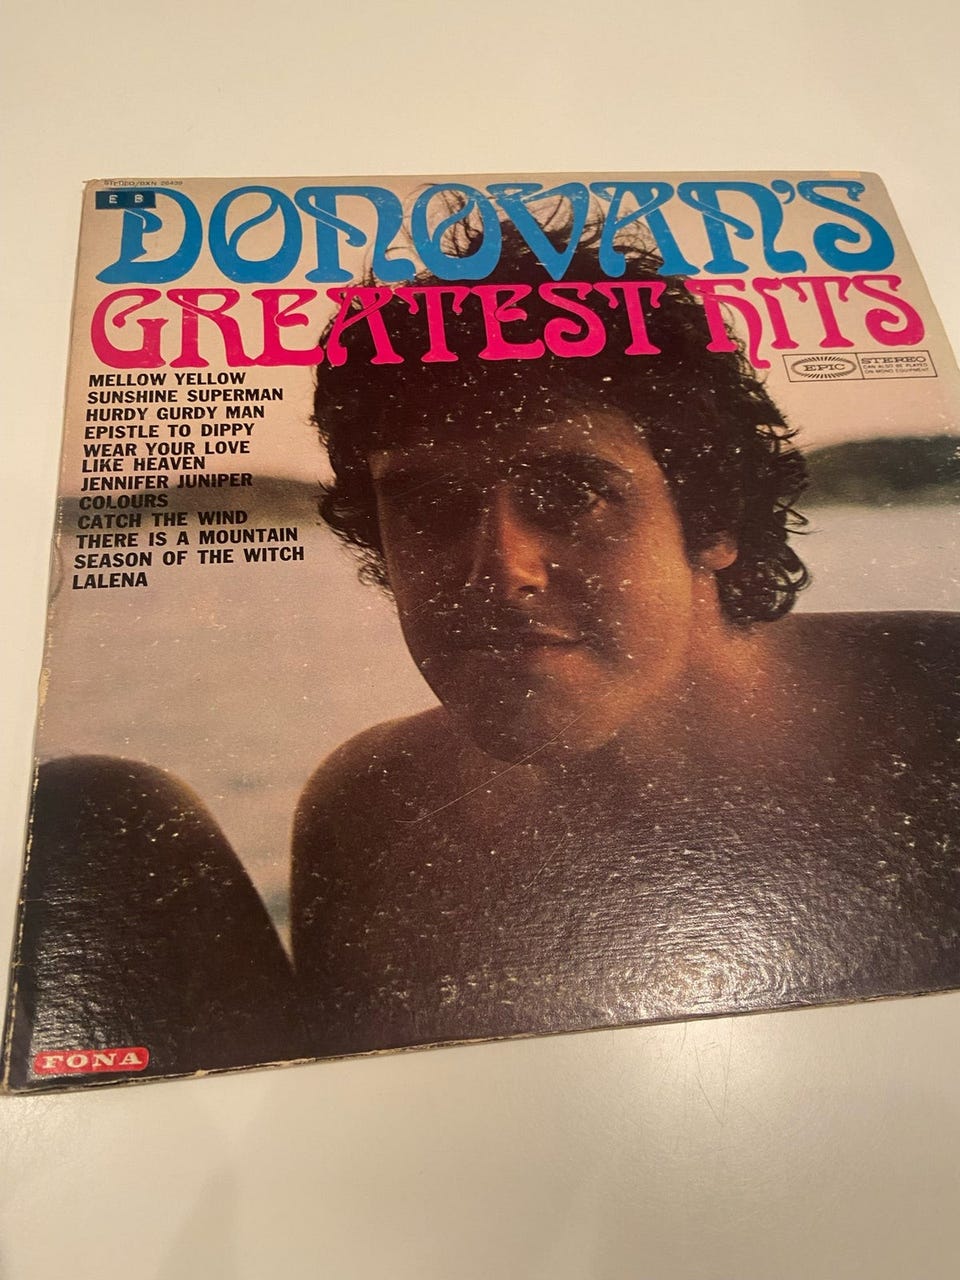 STEREO/BXN 26439
E B
DONOVAN'S
GREATEST HITS
MELLOW YELLOW
SUNSHINE SUPERMAN
HURDY GURDY MAN
EPISTLE TO DIPPY
WEAR YOUR LOVE
LIKE HEAVEN
JENNIFER JUNIPER
COLOURS
CATCH THE WIND
THERE IS A MOUNTAIN
SEASON OF THE WITCH
LALENA
EPIC
STEREO
CAN ALSO BE PLAYED
ON MONO EQUIPMENT
FONA